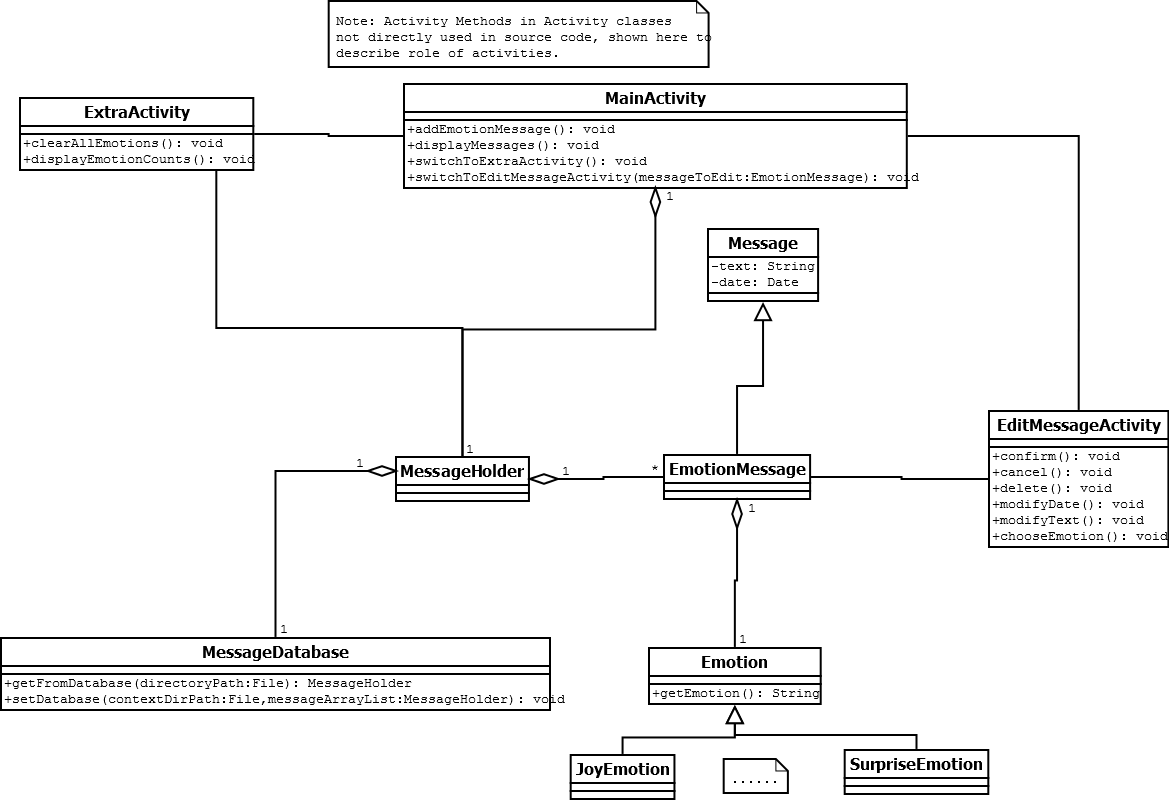 Note: Activity Methods in Activity classes
not directly used in source code, shown here to
describe role of activities.
ExtraActivity
+clearAllEmotions(): void
+displayEmotionCounts(): void
MainActivity
+addEmotionMessage(): void
+displayMessages(): void
+switchToExtraActivity(): void
+switchToEditMessageActivity(messageToEdit:EmotionMessage): void
1
Message
-text: String
-date: Date
EditMessageActivity
+confirm(): void
+cancel(): void
+delete(): void
+modifyDate(): void
+modifyText(): void
+chooseEmotion(): void
1
1
MessageHolder
1
*
EmotionMessage
1
1
MessageDatabase
+getFromDatabase(directoryPath:File): MessageHolder
+setDatabase(contextDirPath:File,messageArrayList:MessageHolder): void
1
Emotion
+getEmotion(): String
JoyEmotion
......
SurpriseEmotion